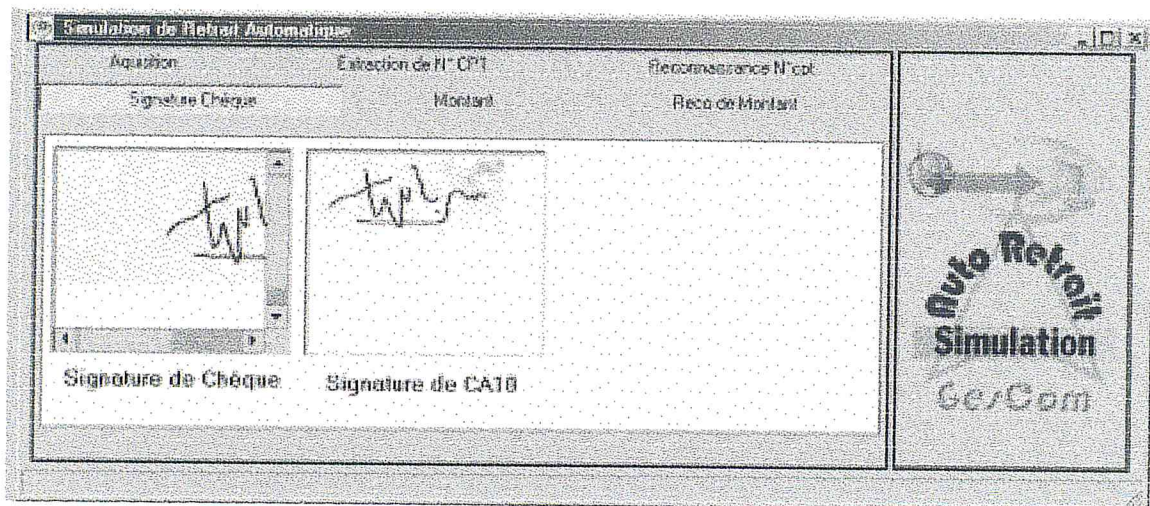 Simulation de Retrait Automatique
Aquisition Extraction de N° CPT Reconnaissance N°cpt
Signature Chèque Montant Reco de Montant
Signature de Chèque Signature de CA10
Auto Retrait
Simulation
GesCom